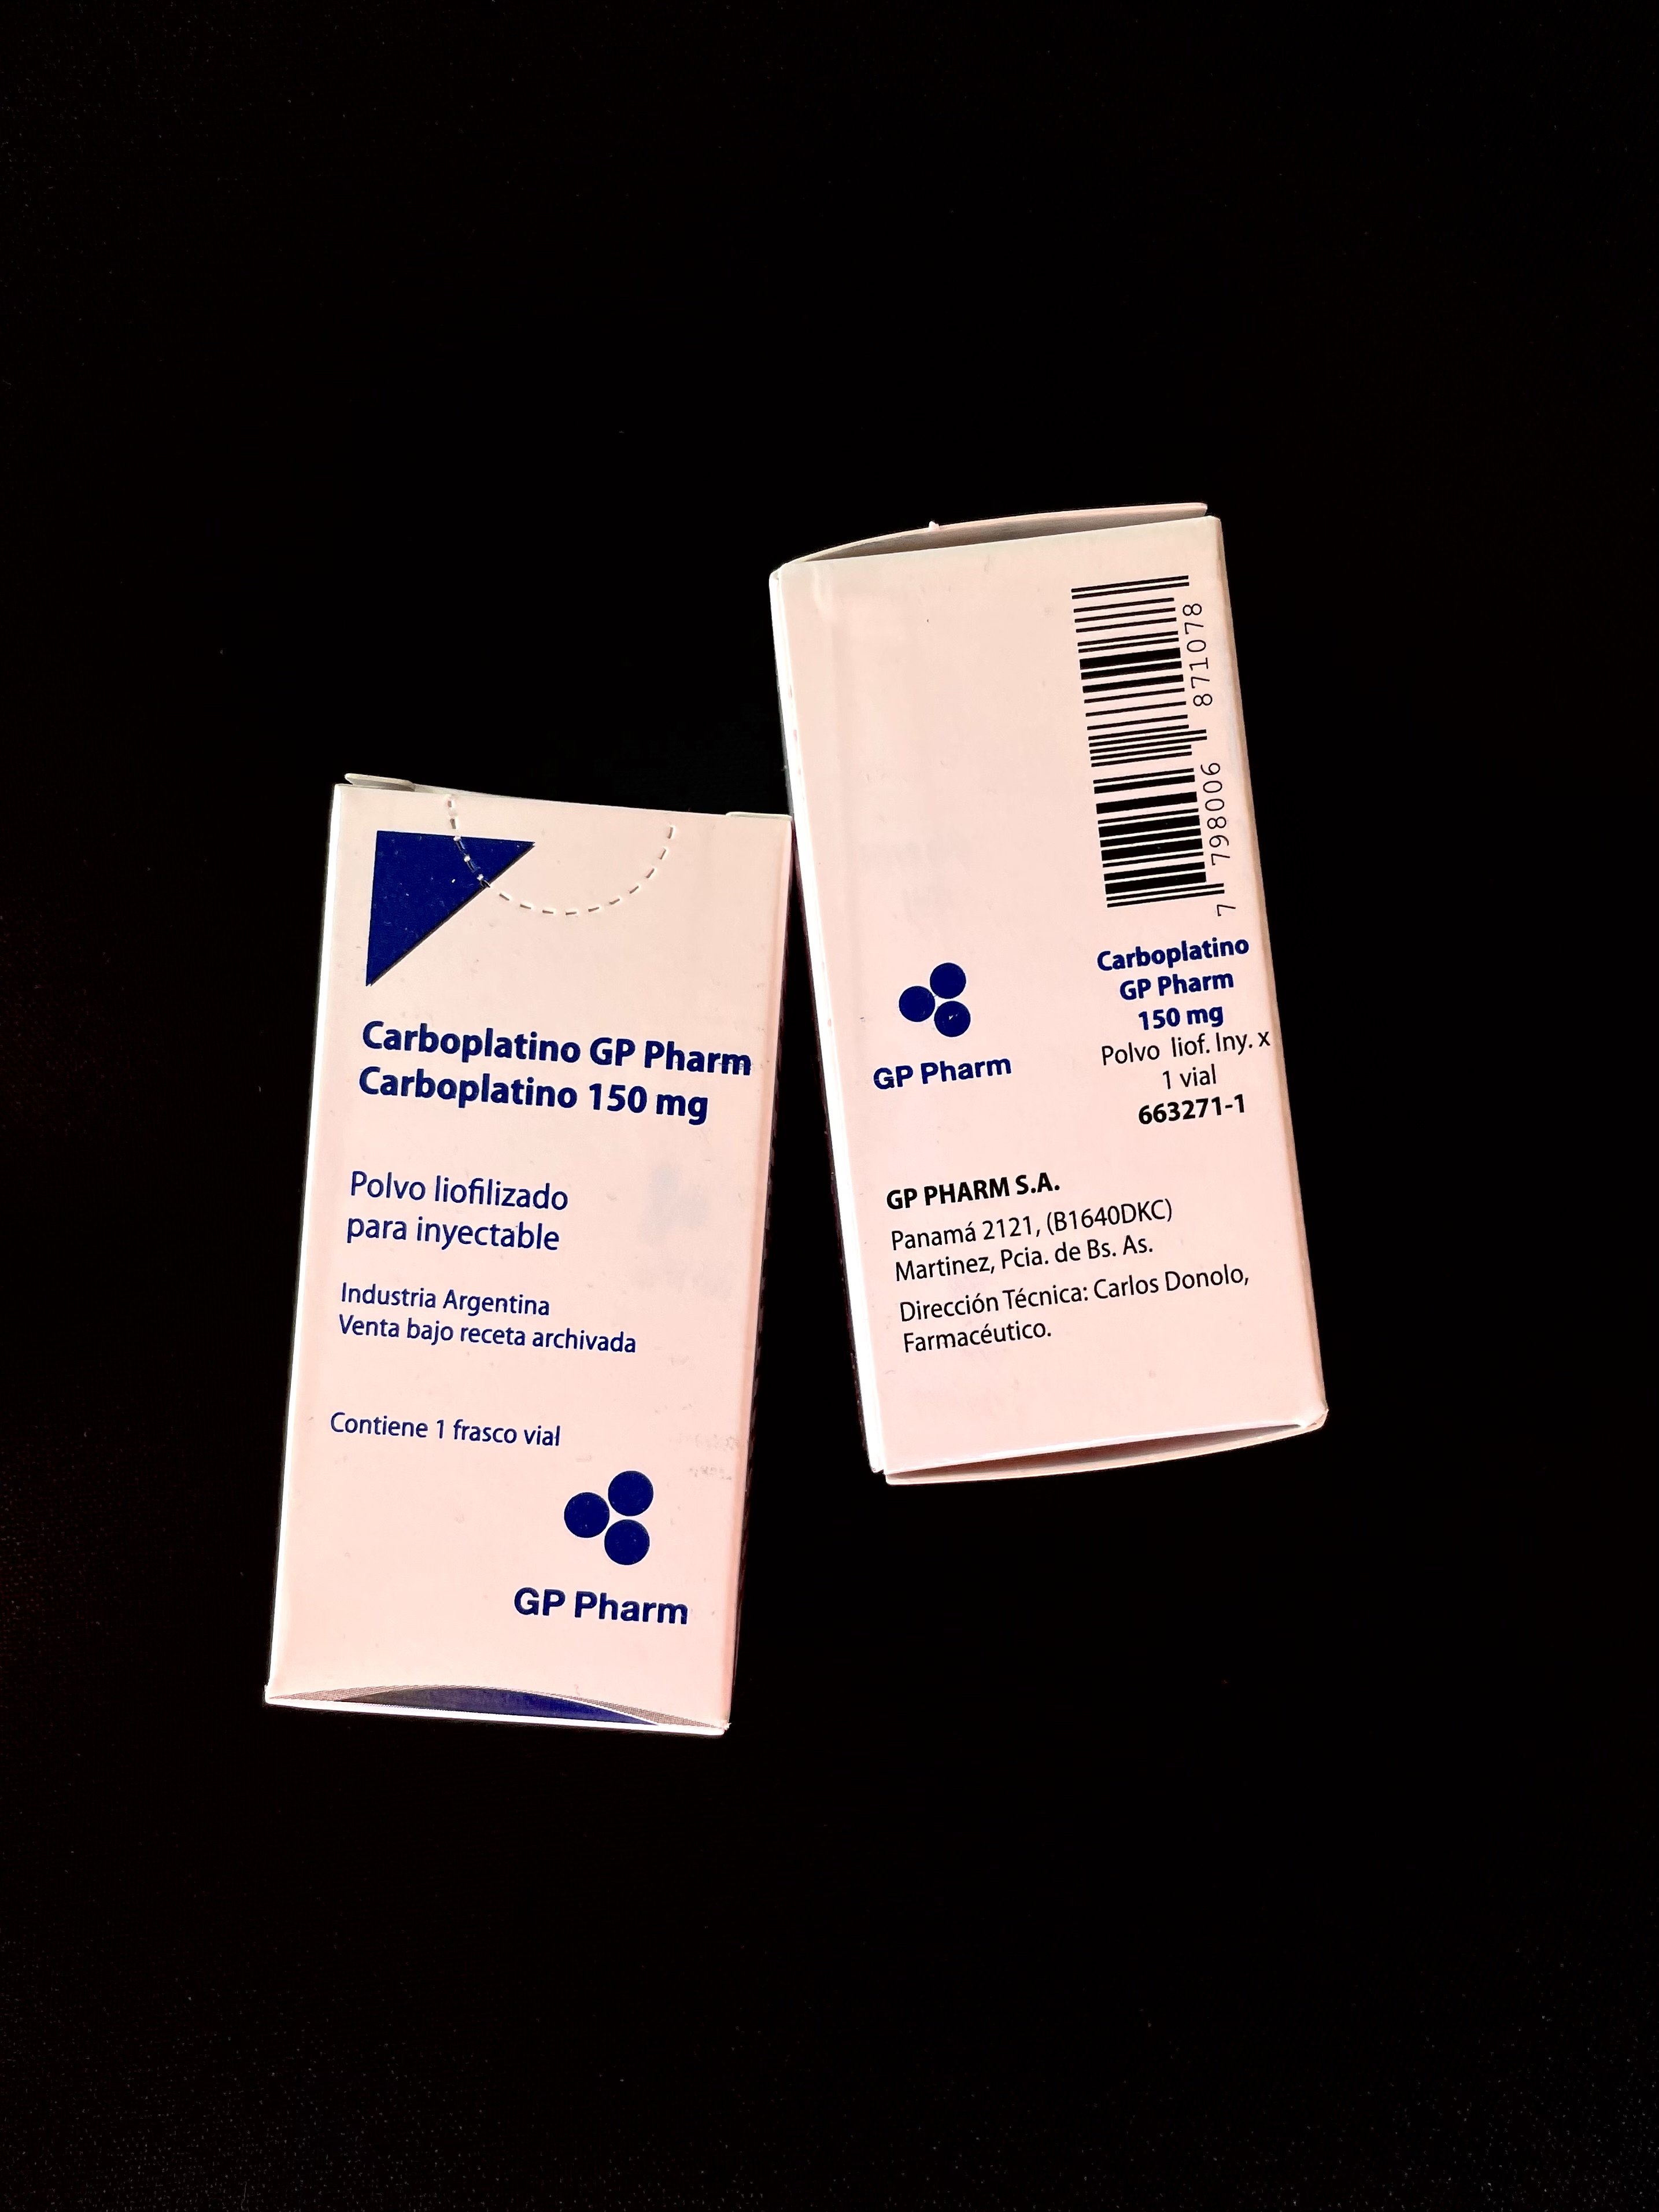 Carboplatino GP Pharm
Carboplatino 150 mg
Polvo liofilizado
para inyectable
Industria Argentina
Venta bajo receta archivada
Contiene 1 frasco vial
GP Pharm
7 798006 871078
GP Pharm
Carboplatino
GP Pharm
150 mg
Polvo liof. Iny. x
1 vial
663271-1
GP PHARM S.A.
Panamá 2121, (B1640DKC)
Martinez, Pcia. de Bs. As.
Dirección Técnica: Carlos Donolo,
Farmacéutico.